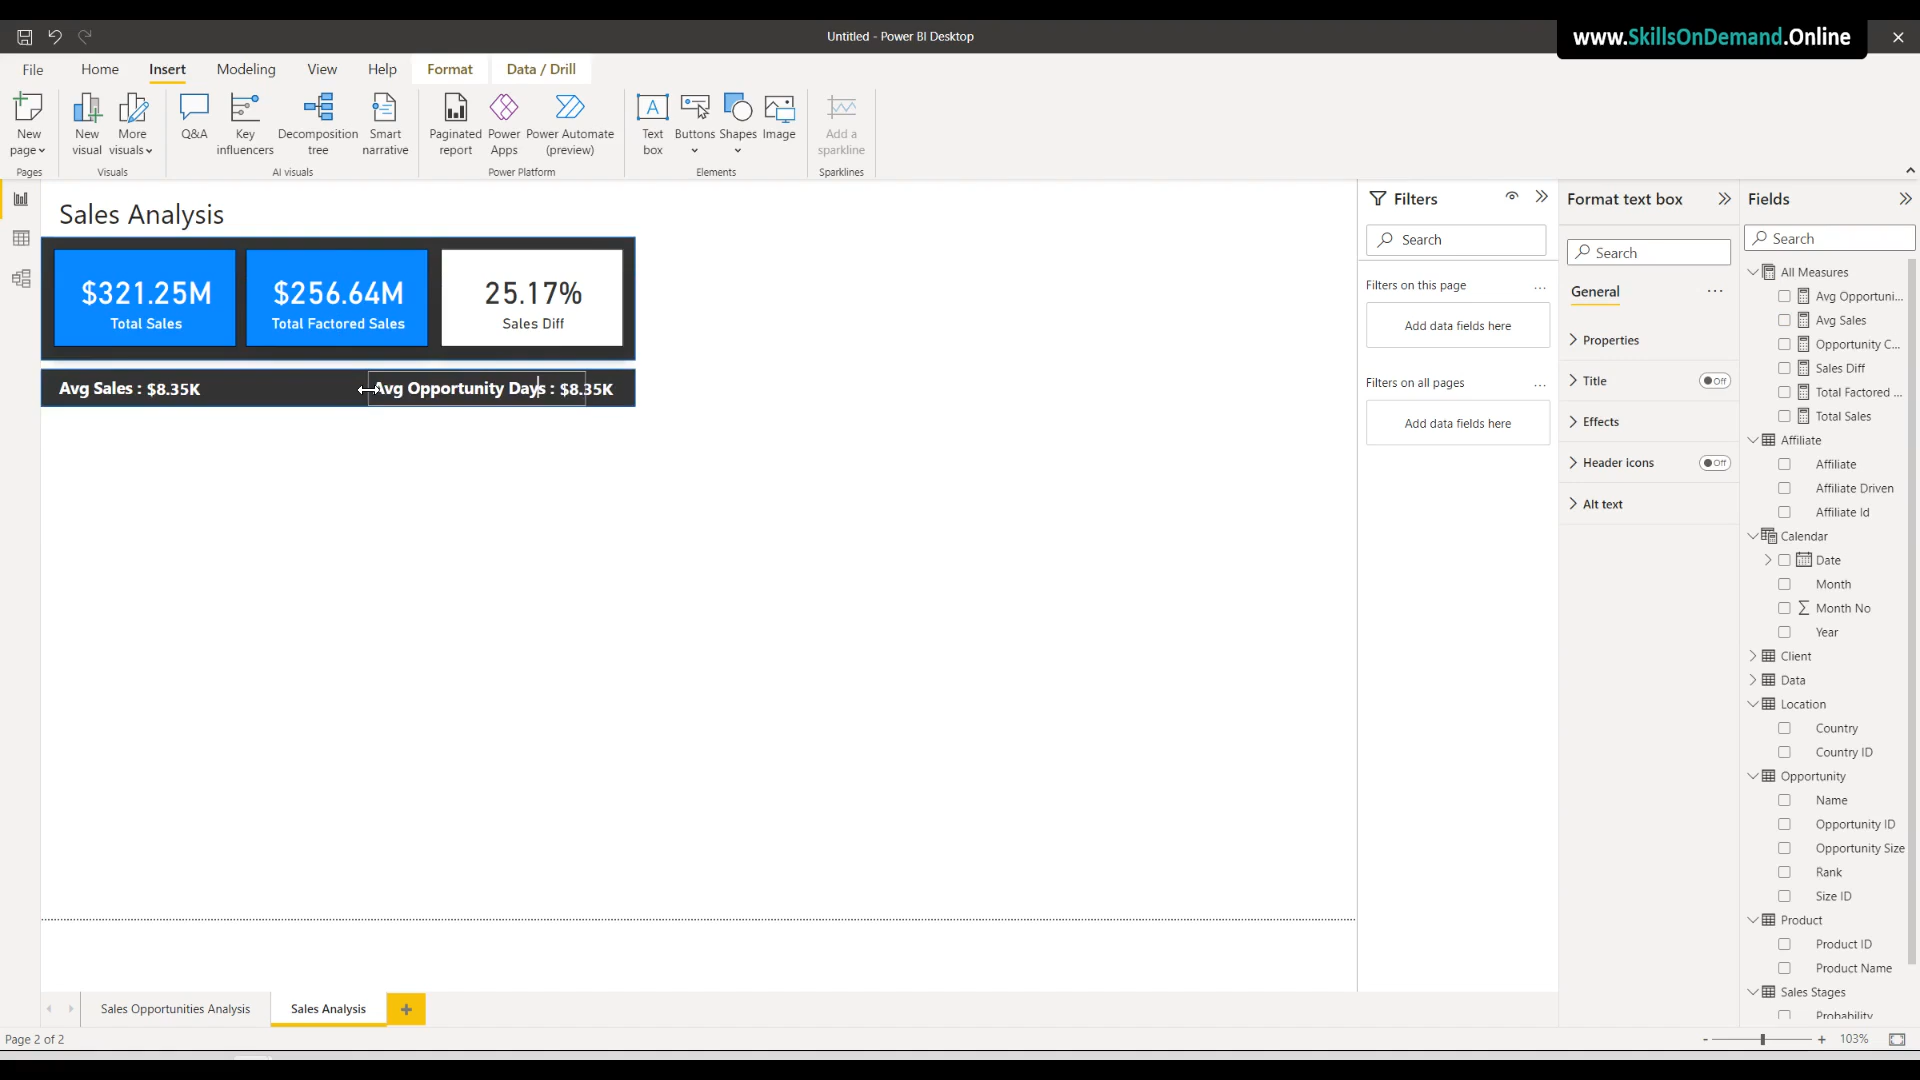 Untitled - Power BI Desktop
www.SkillsOnDemand.Online
File
Home
Insert
Modeling
View
Help
Format
Data / Drill
New page
New visual
More visuals
Q&A
Key influencers
Decomposition tree
Smart narrative
Paginated report
Power Apps
Power Automate (preview)
Text box
Buttons
Shapes
Image
Add a sparkline
Pages
Visuals
AI visuals
Power Platform
Elements
Sparklines
Sales Analysis
$321.25M
Total Sales
$256.64M
Total Factored Sales
25.17%
Sales Diff
Avg Sales : $8.35K
Avg Opportunity Days : $8.35K
Filters
Search
Filters on this page
...
Add data fields here
Filters on all pages
...
Add data fields here
Format text box
Search
General
...
Properties
Title
Off
Effects
Header icons
Off
Alt text
Fields
Search
All Measures
Avg Opportuni...
Avg Sales
Opportunity C...
Sales Diff
Total Factored ...
Total Sales
Affiliate
Affiliate
Affiliate Driven
Affiliate Id
Calendar
Date
Month
Month No
Year
Client
Data
Location
Country
Country ID
Opportunity
Name
Opportunity ID
Opportunity Size
Rank
Size ID
Product
Product ID
Product Name
Sales Stages
Probability
Sales Opportunities Analysis
Sales Analysis
Page 2 of 2
- + 103%